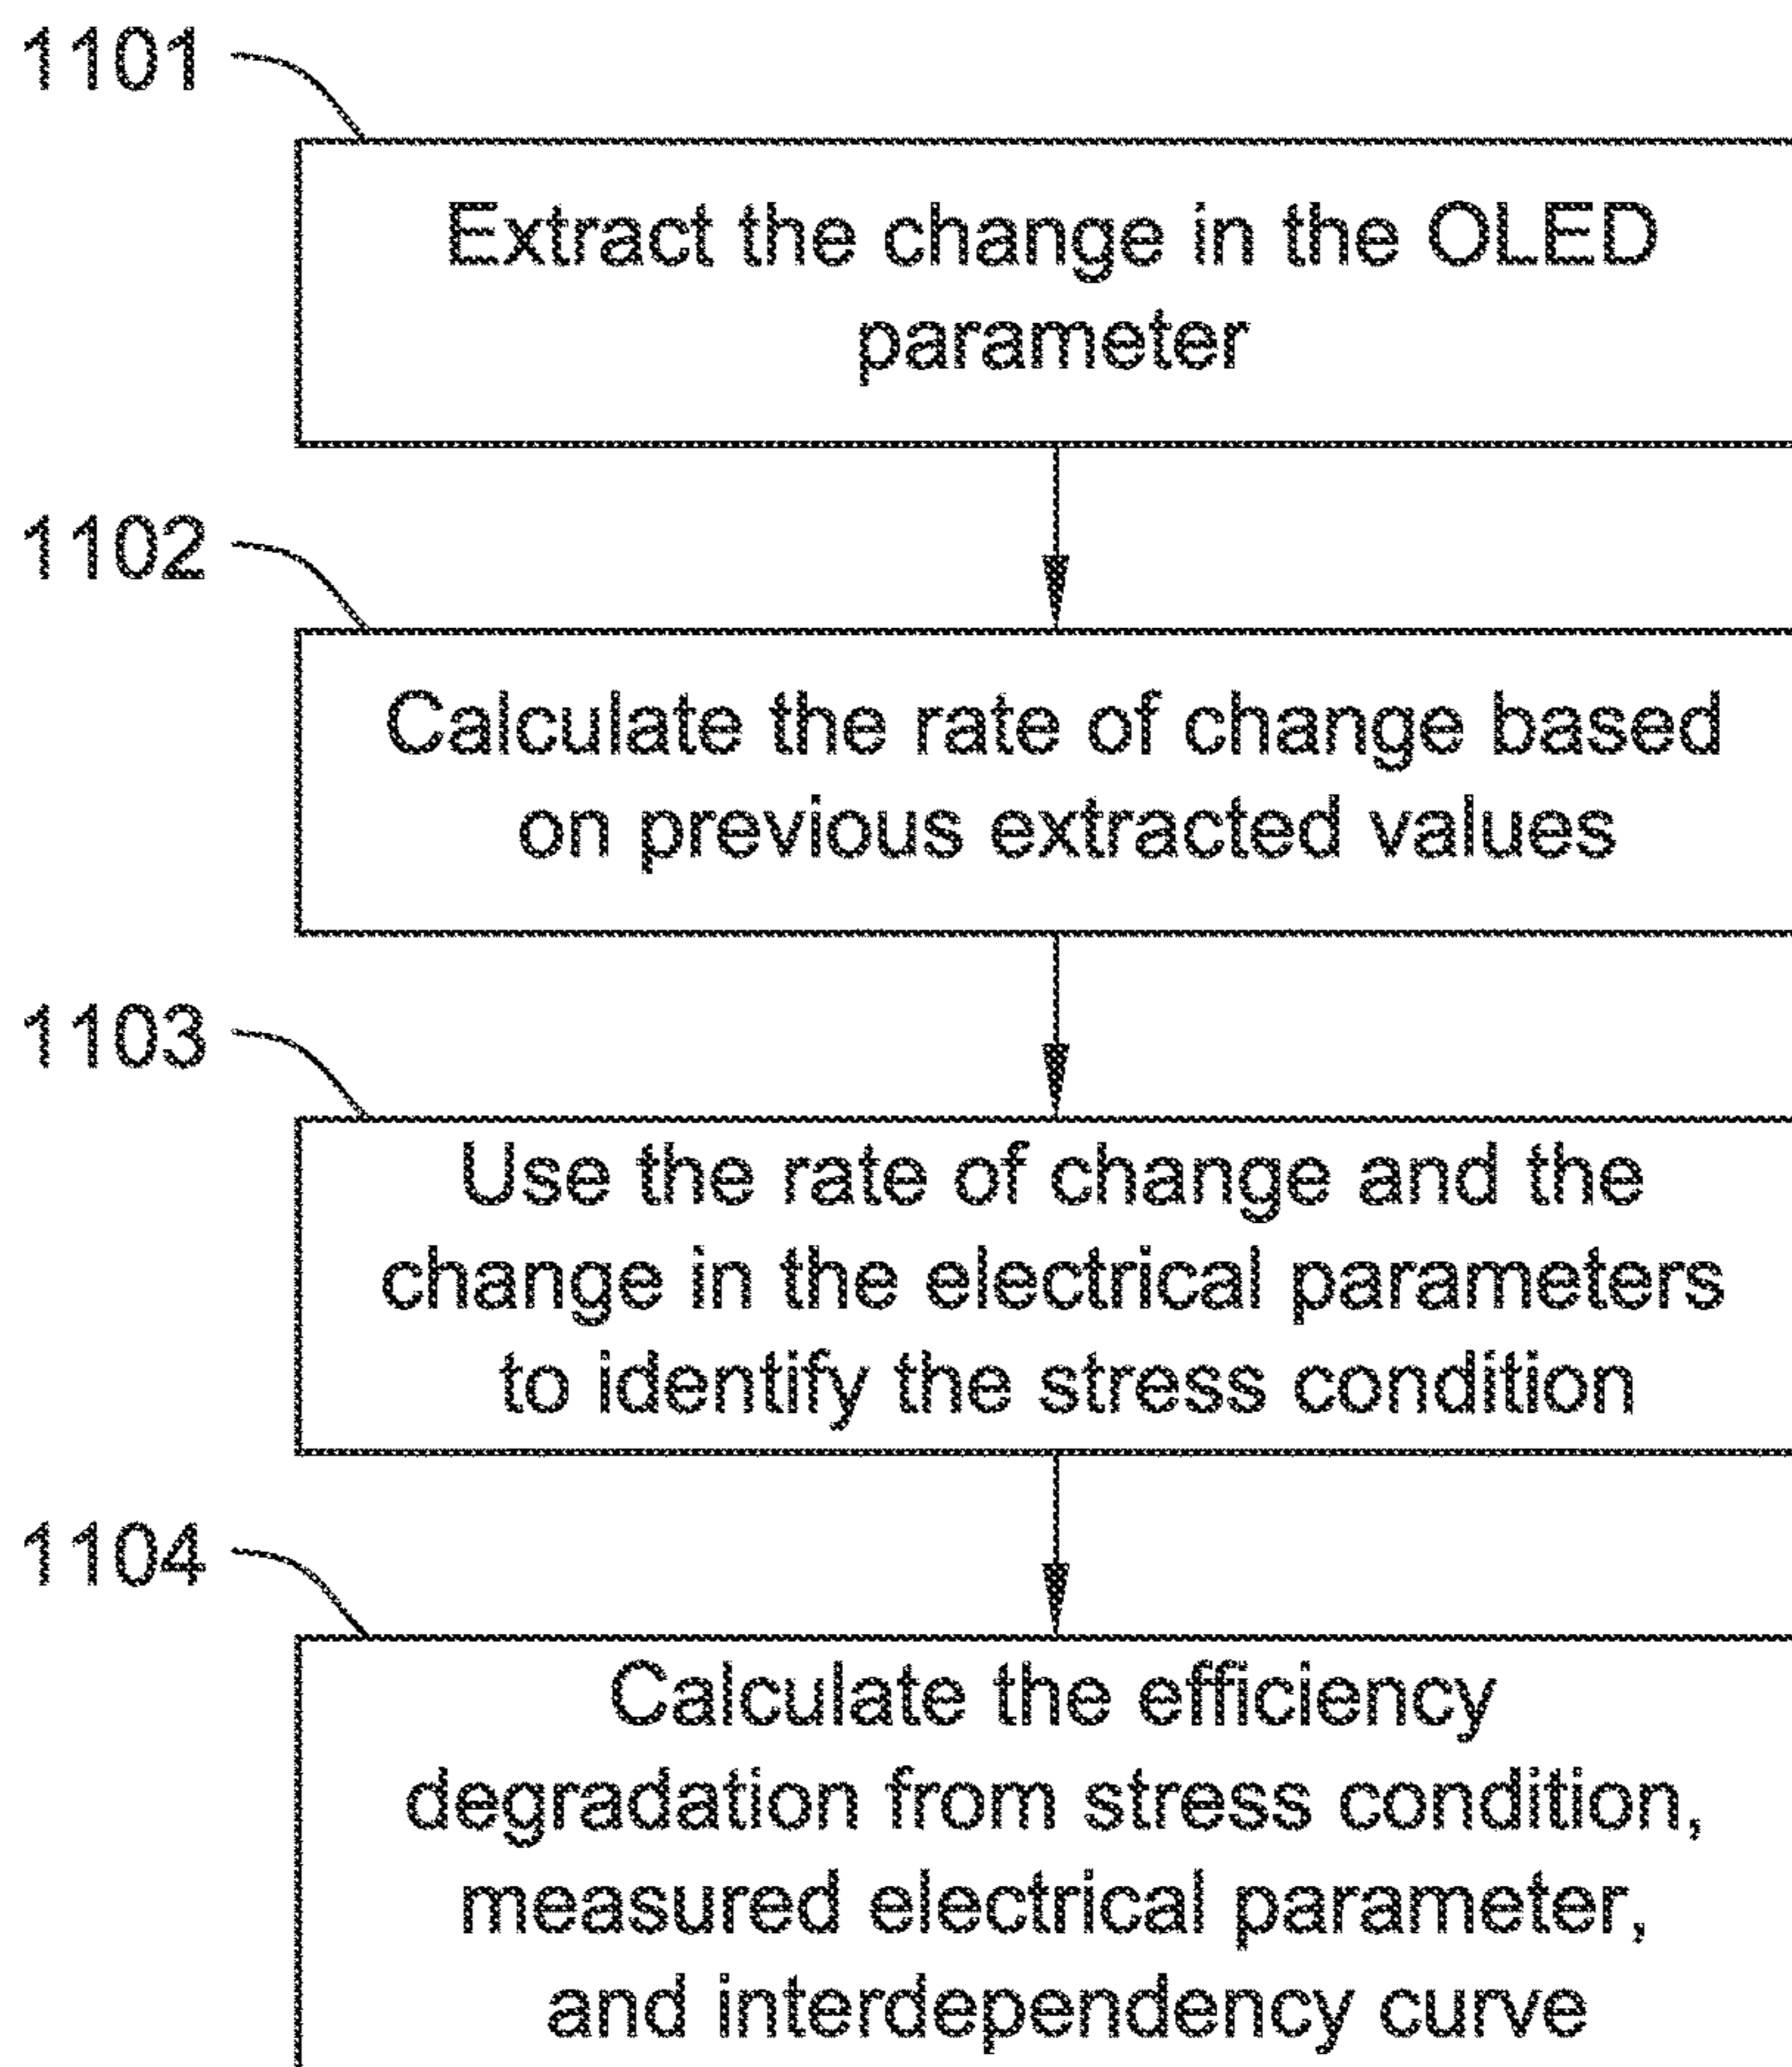 1101
Extract the change in the OLED
parameter
1102
Calculate the rate of change based
on previous extracted values
1103
Use the rate of change and the
change in the electrical parameters
to identify the stress condition
1104
Calculate the efficiency
degradation from stress condition,
measured electrical parameter,
and interdependency curve